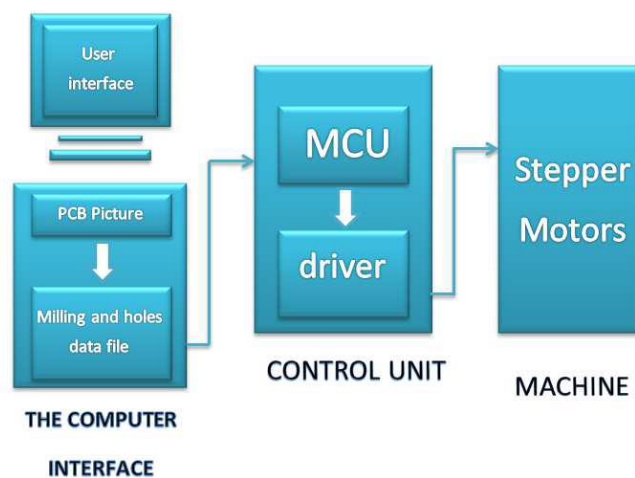 User
interface
PCB Picture
Milling and holes
data file
THE COMPUTER
INTERFACE
MCU
driver
CONTROL UNIT
Stepper
Motors
MACHINE